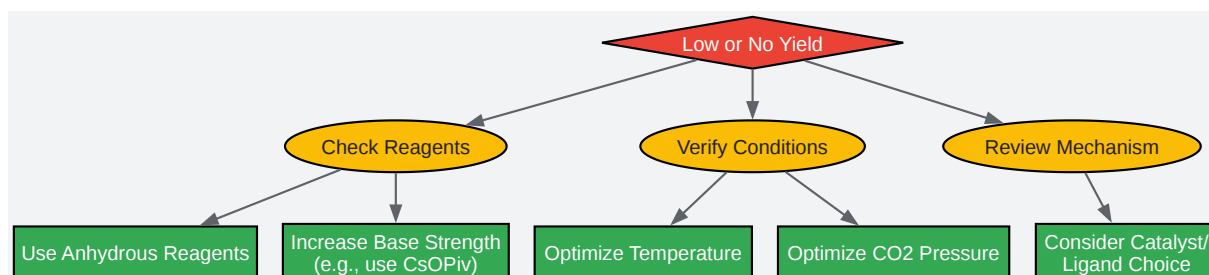 Low or No Yield
Check Reagents
Verify Conditions
Review Mechanism
Use Anhydrous Reagents
Increase Base Strength
(e.g., use CsOPiv)
Optimize Temperature
Optimize CO2 Pressure
Consider Catalyst/
Ligand Choice